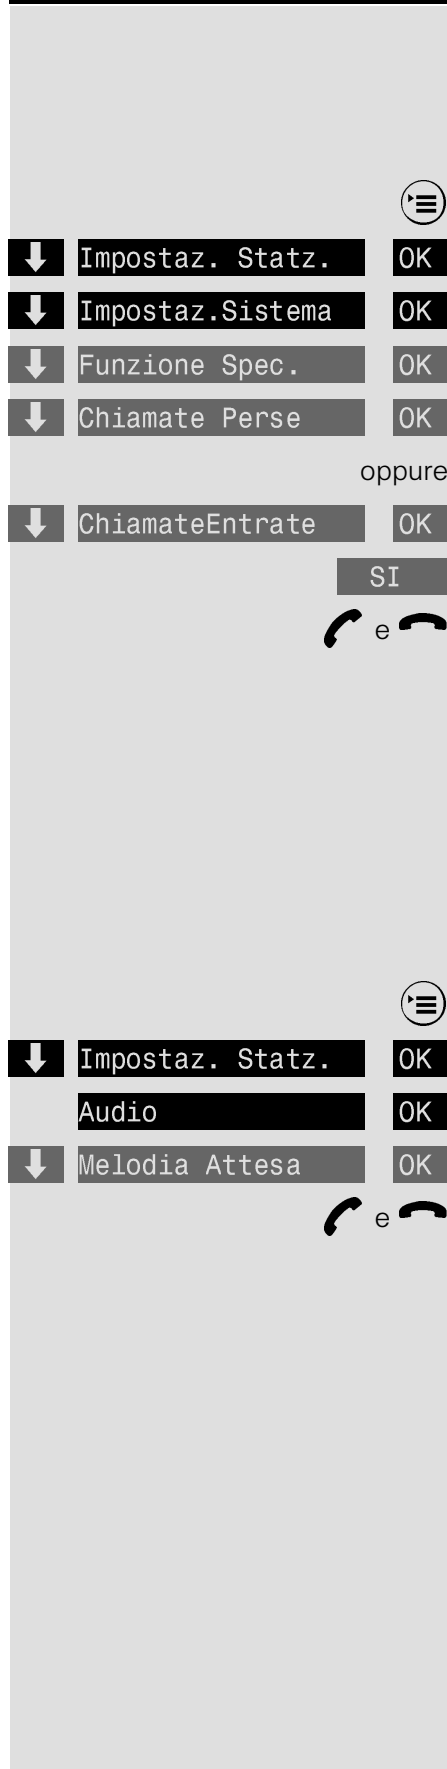 Impostaz. Statz. OK
Impostaz.Sistema OK
Funzione Spec. OK
Chiamate Perse OK
oppure
ChiamateEntrate OK
SI
e
Impostaz. Statz. OK
Audio OK
Melodia Attesa OK
e